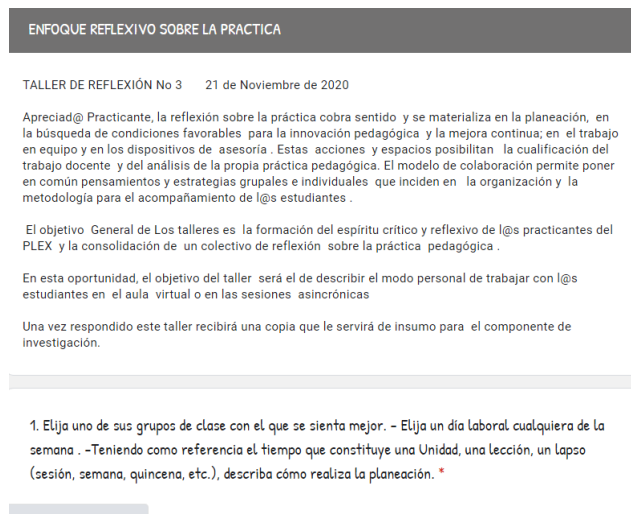 ENFOQUE REFLEXIVO SOBRE LA PRACTICA
TALLER DE REFLEXIÓN No 3 21 de Noviembre de 2020
Apreciad@ Practicante, la reflexión sobre la práctica cobra sentido y se materializa en la planeación, en
la búsqueda de condiciones favorables para la innovación pedagógica y la mejora continua; en el trabajo
en equipo y en los dispositivos de asesoría . Estas acciones y espacios posibilitan la cualificación del
trabajo docente y del análisis de la propia práctica pedagógica. El modelo de colaboración permite poner
en común pensamientos y estrategias grupales e individuales que inciden en la organización y la
metodología para el acompañamiento de l@s estudiantes .
El objetivo General de Los talleres es la formación del espíritu crítico y reflexivo de l@s practicantes del
PLEX y la consolidación de un colectivo de reflexión sobre la práctica pedagógica .
En esta oportunidad, el objetivo del taller será el de describir el modo personal de trabajar con l@s
estudiantes en el aula virtual o en las sesiones asincrónicas
Una vez respondido este taller recibirá una copia que le servirá de insumo para el componente de
investigación.
1. Elija uno de sus grupos de clase con el que se sienta mejor. - Elija un día laboral cualquiera de la
semana . -Teniendo como referencia el tiempo que constituye una Unidad, una lección, un lapso
(sesión, semana, quincena, etc.), describa cómo realiza la planeación. *